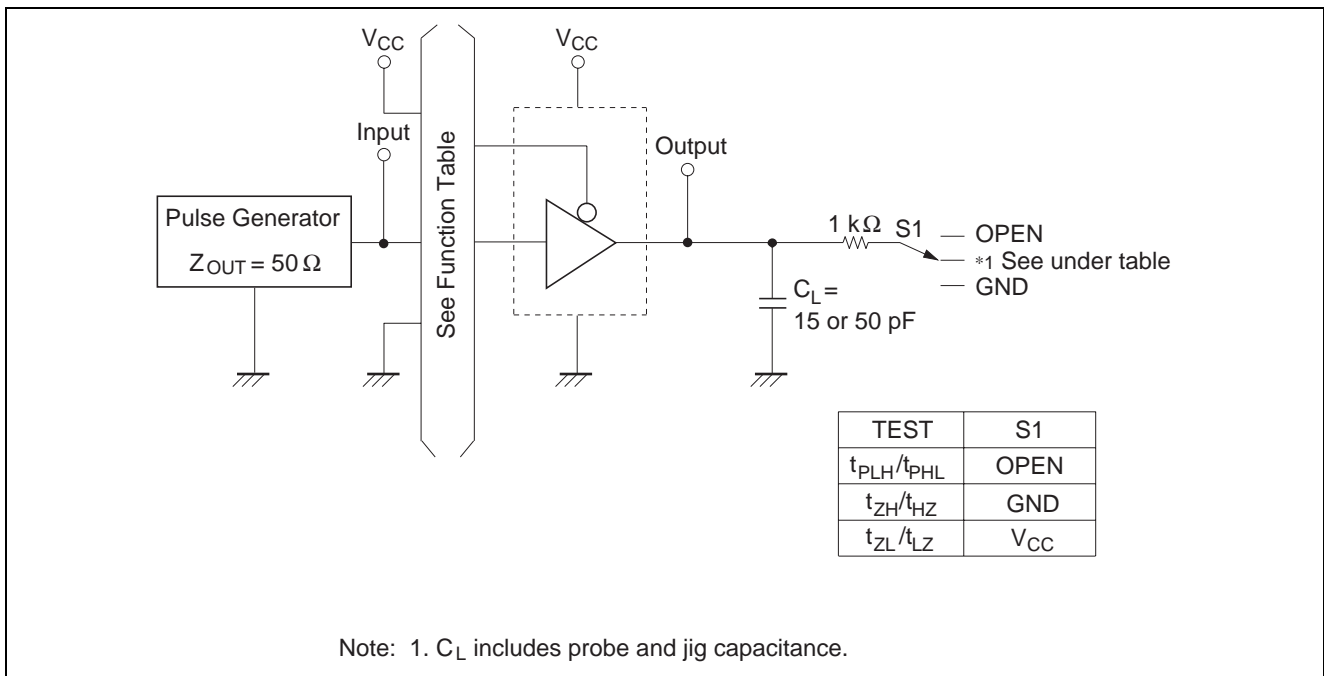 VCC
VCC
Input
Output
See Function Table
Pulse Generator
ZOUT = 50 Ω
1 kΩ
S1
OPEN
*1 See under table
GND
CL =
15 or 50 pF
TEST S1
tPLH/tPHL OPEN
tZH/tHZ GND
tZL/tLZ VCC
Note: 1. CL includes probe and jig capacitance.